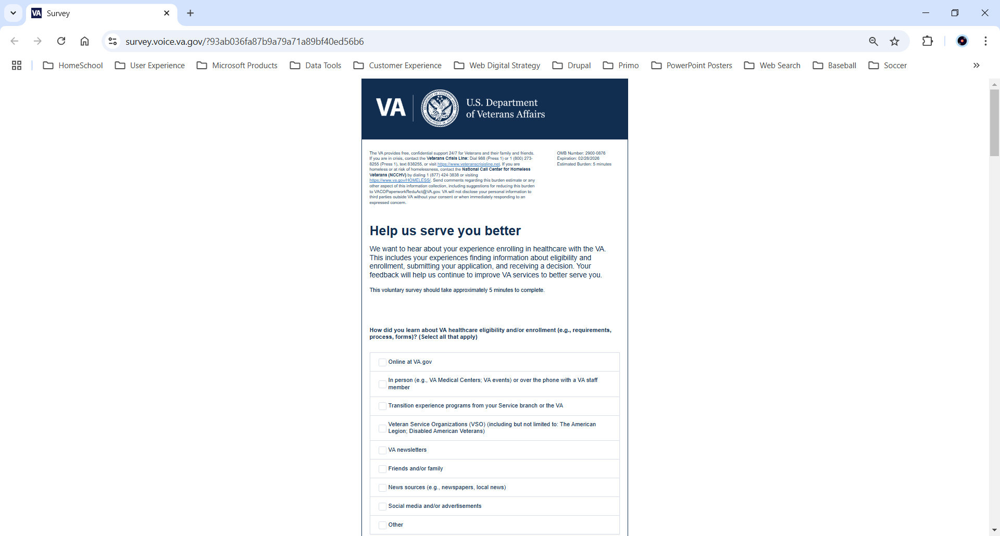 VA Survey
survey.voice.va.gov/?93ab036fa87b9a79a71a89bf40ed56b6
HomeSchool User Experience Microsoft Products Data Tools Customer Experience Web Digital Strategy Drupal Primo PowerPoint Posters Web Search Baseball Soccer
VA
U.S. Department
of Veterans Affairs
The VA provides free, confidential support 24/7 for Veterans and their family and friends.
If you are in crisis, contact the Veterans Crisis Line: Dial 988 (Press 1) or 1 (800) 273-
8255 (Press 1), text 838255, or visit https://www.veteranscrisisline.net. If you are
homeless or at risk of homelessness, contact the National Call Center for Homeless
Veterans (NCCHV) by dialing 1 (877) 424-3838 or visiting
https://www.va.gov/HOMELESS/. Send comments regarding this burden estimate or any
other aspect of this information collection, including suggestions for reducing this burden
to VACOPaperworkReduAct@VA.gov. VA will not disclose your personal information to
third parties outside VA without your consent or when immediately responding to an
expressed concern.
OMB Number: 2900-0876
Expiration: 02/28/2026
Estimated Burden: 5 minutes
Help us serve you better
We want to hear about your experience enrolling in healthcare with the VA.
This includes your experiences finding information about eligibility and
enrollment, submitting your application, and receiving a decision. Your
feedback will help us continue to improve VA services to better serve you.
This voluntary survey should take approximately 5 minutes to complete.
How did you learn about VA healthcare eligibility and/or enrollment (e.g., requirements,
process, forms)? (Select all that apply)
Online at VA.gov
In person (e.g., VA Medical Centers; VA events) or over the phone with a VA staff
member
Transition experience programs from your Service branch or the VA
Veteran Service Organizations (VSO) (including but not limited to: The American
Legion; Disabled American Veterans)
VA newsletters
Friends and/or family
News sources (e.g., newspapers, local news)
Social media and/or advertisements
Other